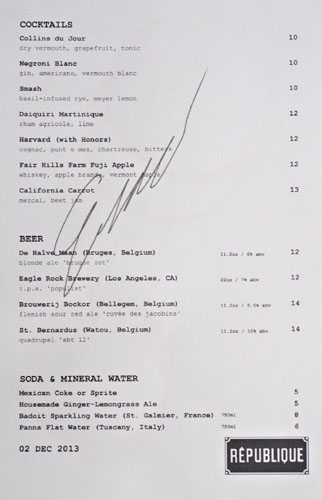 COCKTAILS
Collins du Jour 10
dry vermouth, grapefruit, tonic
Negroni Blanc 10
gin, americano, vermouth blanc
Smash 10
basil-infused rye, meyer lemon
Daiquiri Martinique 12
rhum agricole, lime
Harvard (with Honors) 12
cognac, punt e mes, chartreuse, bitters
Fair Hills Farm Fuji Apple 12
whiskey, apple brandy, vermont maple
California Carrot 13
mezcal, beet jam
BEER
De Halve Maan (Bruges, Belgium) 11.2oz / 6% abv 12
blonde ale 'brugse zot'
Eagle Rock Brewery (Los Angeles, CA) 22oz / 7% abv 12
i.p.a. 'populist'
Brouwerij Bockor (Bellegem, Belgium) 11.2oz / 5.5% abv 14
flemish sour red ale 'cuvée des jacobins'
St. Bernardus (Watou, Belgium) 11.2oz / 10% abv 14
quadrupel 'abt 12'
SODA & MINERAL WATER
Mexican Coke or Sprite 5
Housemade Ginger-Lemongrass Ale 5
Badoit Sparkling Water (St. Galmier, France) 750ml 8
Panna Flat Water (Tuscany, Italy) 750ml 6
02 DEC 2013
RÉPUBLIQUE